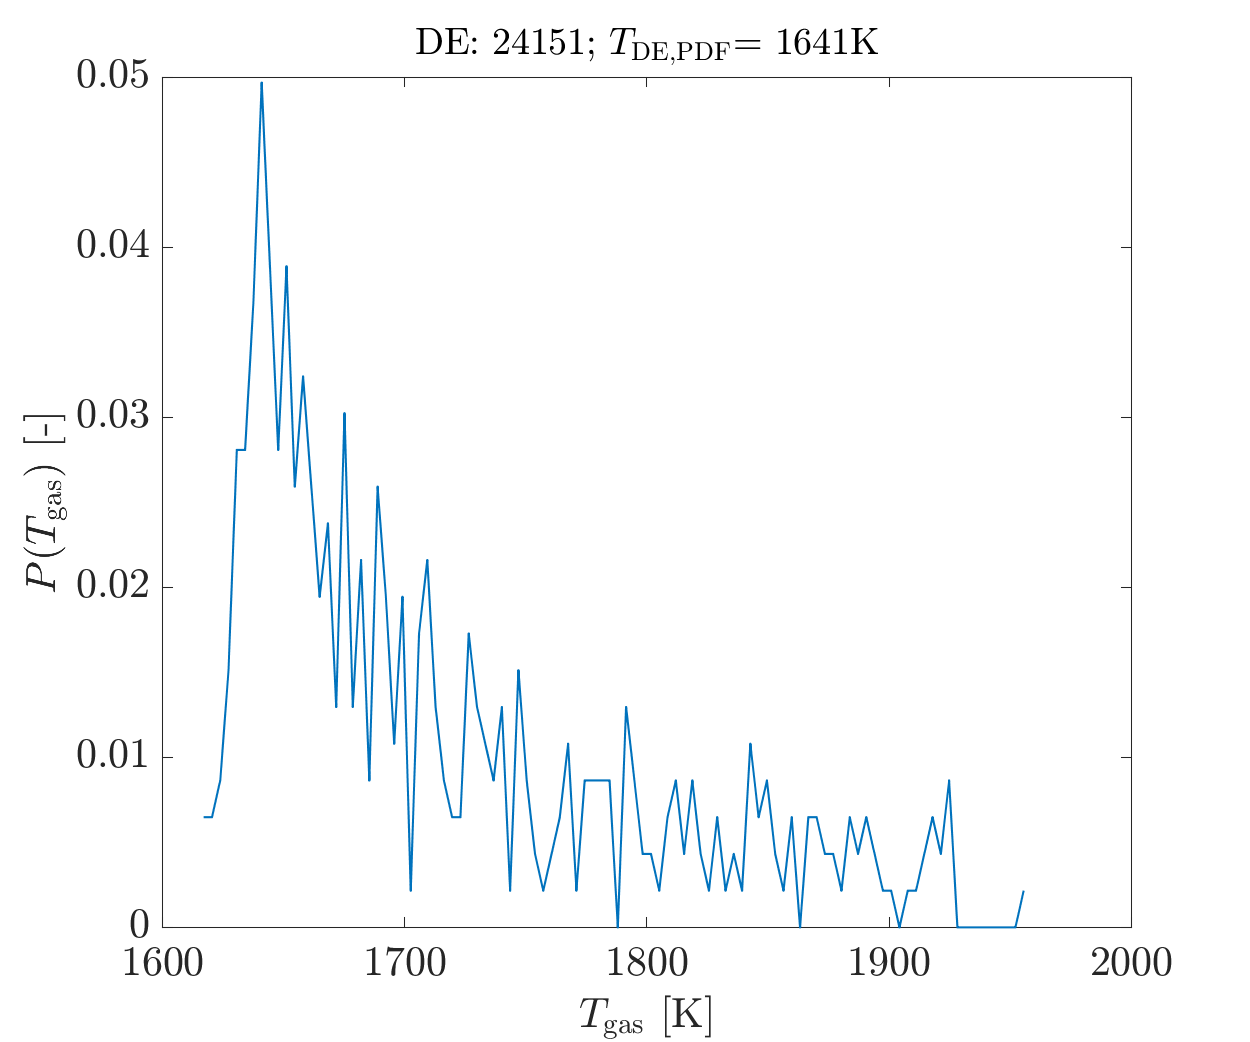 DE: 24151; T_DE,PDF= 1641K
0.05
0.04
0.03
0.02
0.01
0
P(T_gas) [-]
1600 1700 1800 1900 2000
T_gas [K]